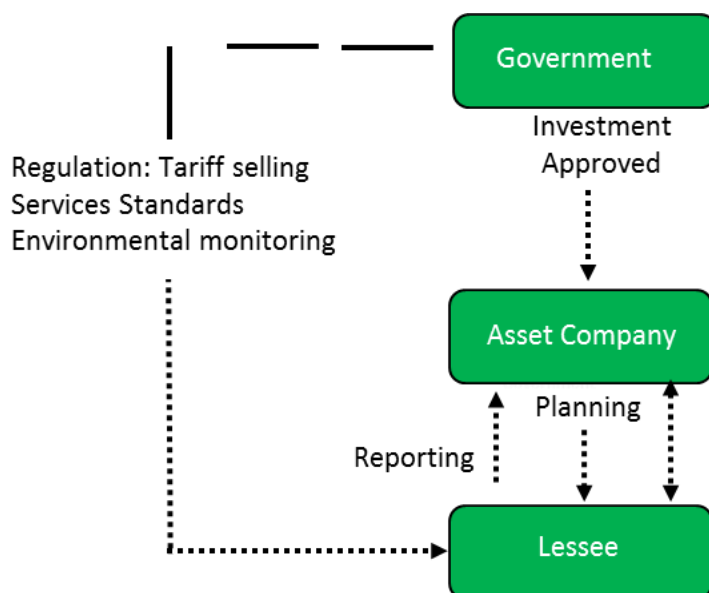 Government
Investment
Approved
Regulation: Tariff selling
Services Standards
Environmental monitoring
Asset Company
Planning
Reporting
Lessee